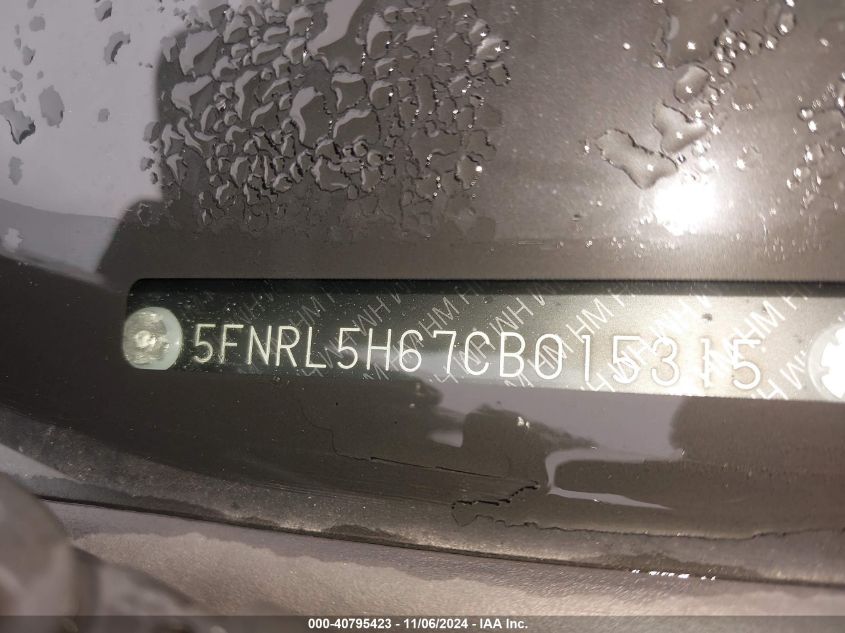 5FNRL5H67CB015315
000-40795423 - 11/06/2024 - IAA Inc.